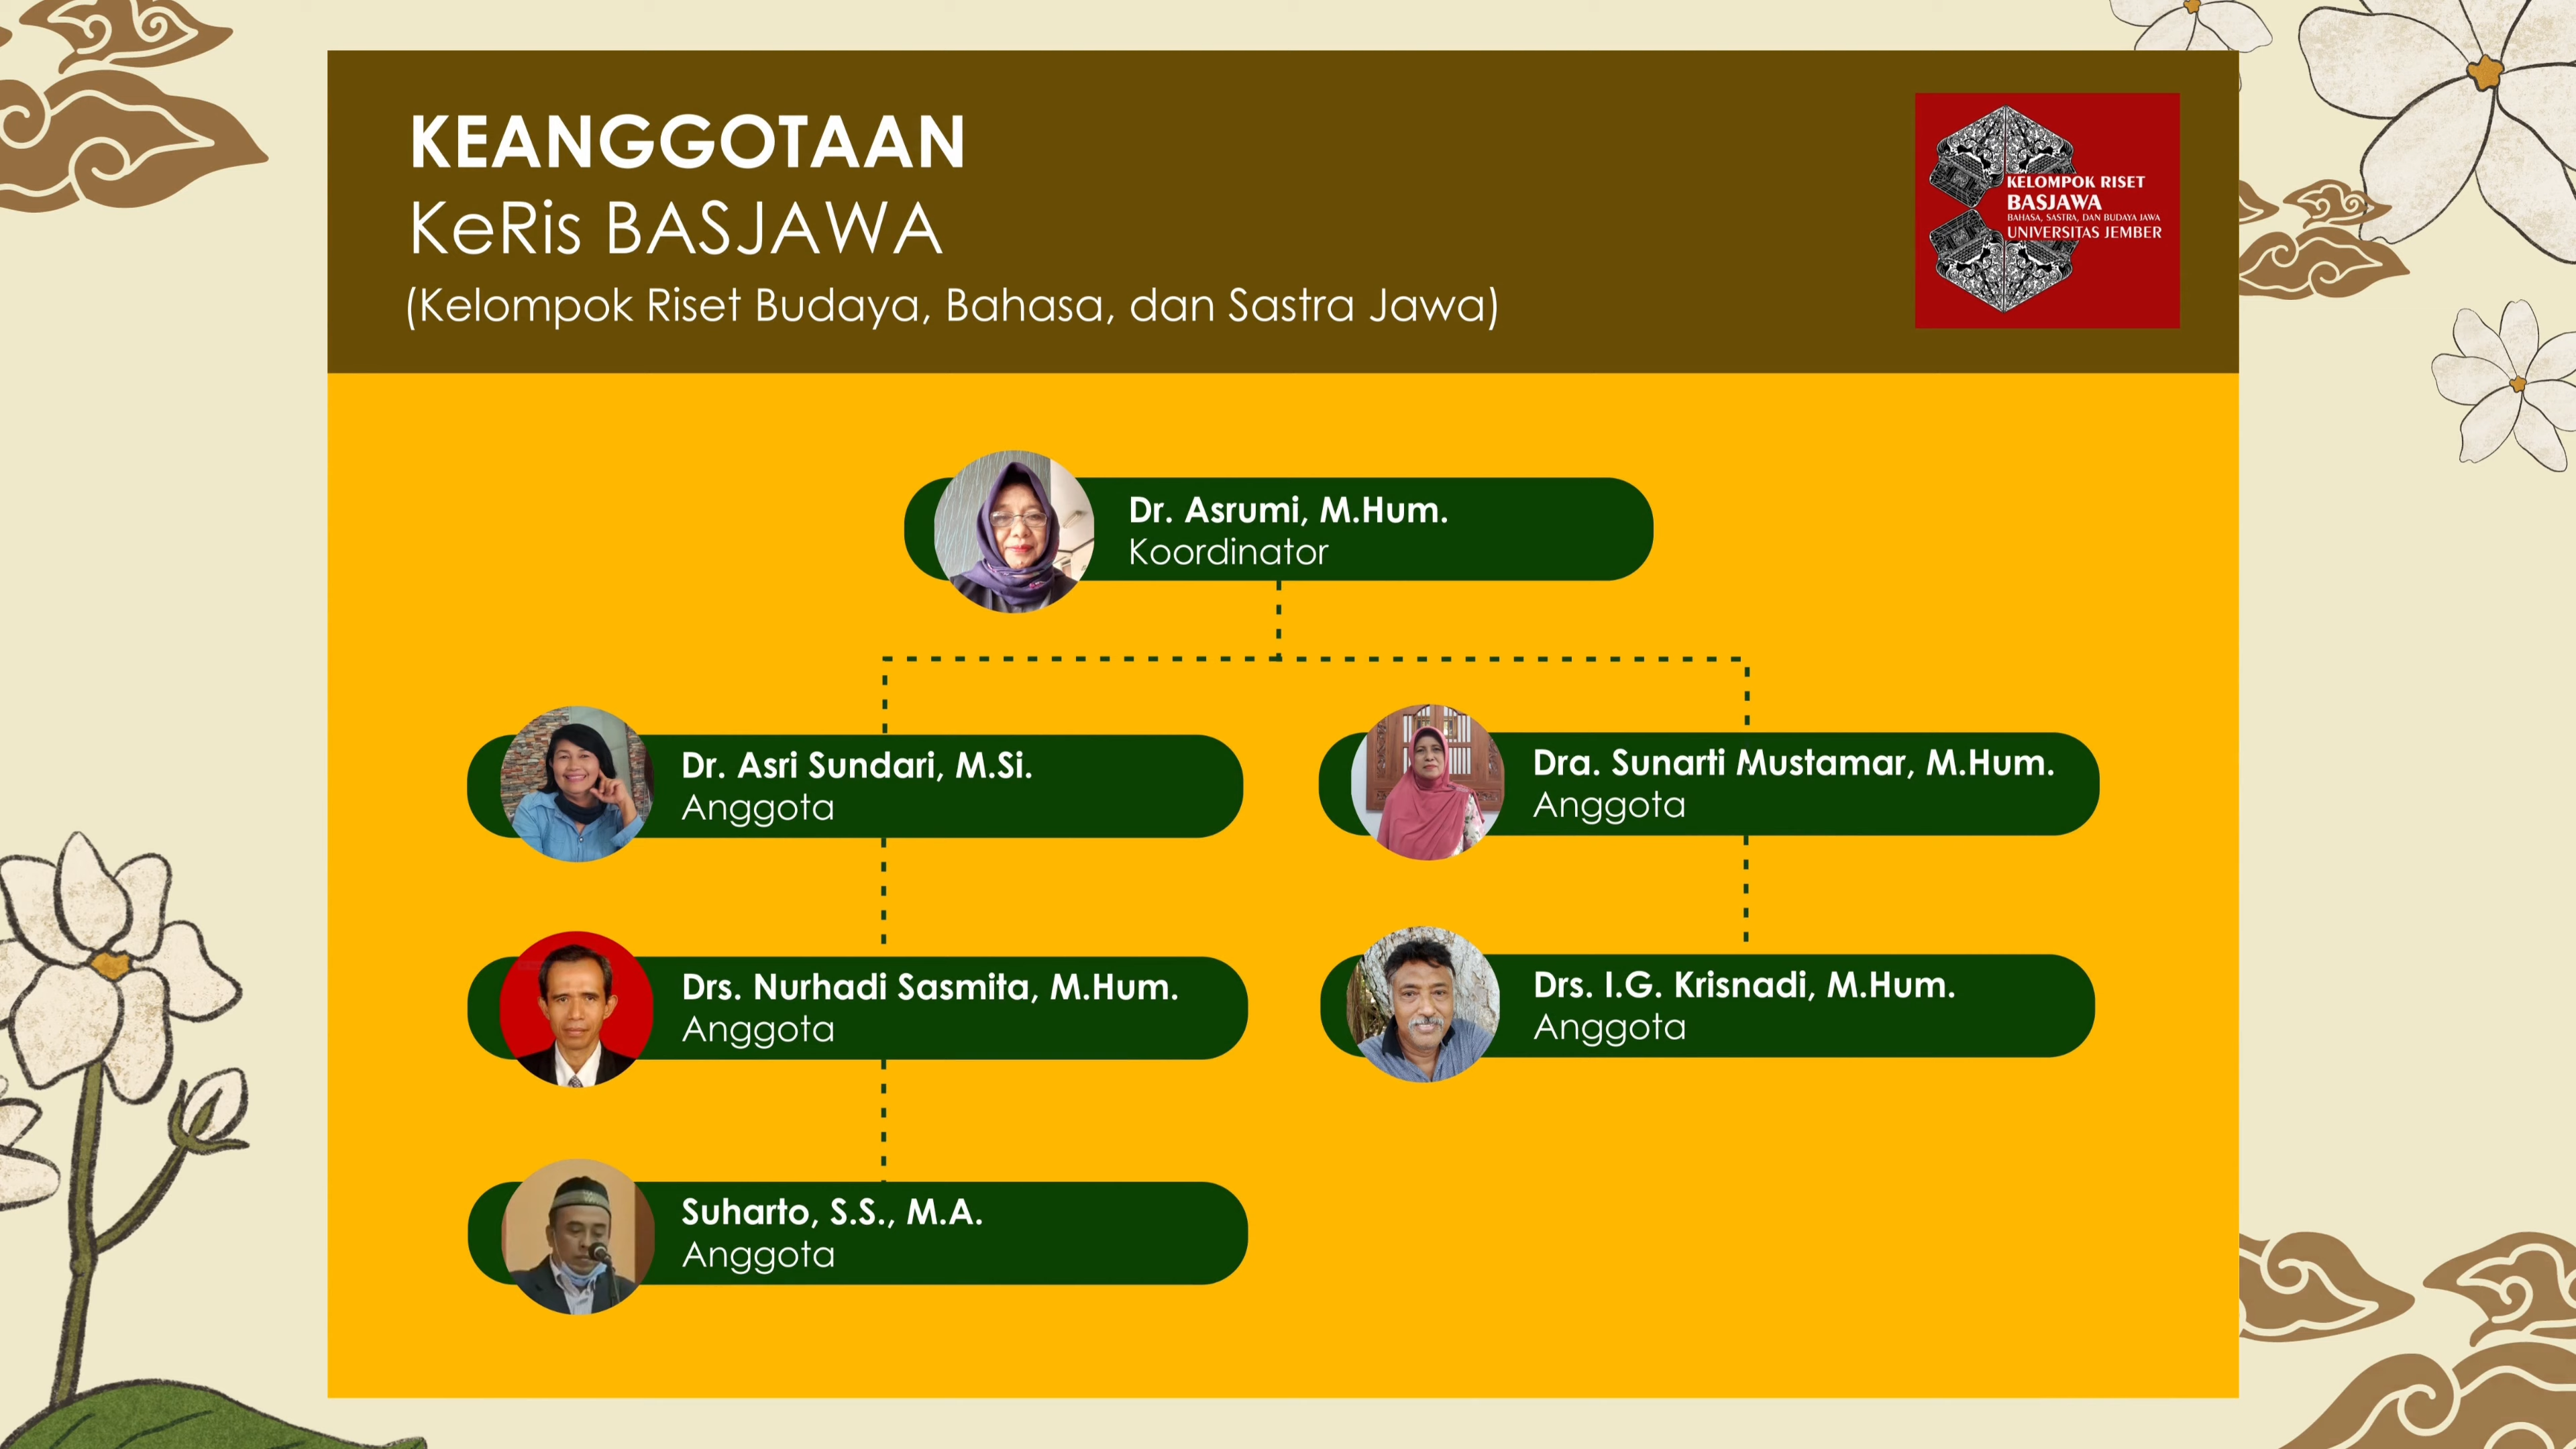 KEANGGOTAAN
KeRis BASJAWA
(Kelompok Riset Budaya, Bahasa, dan Sastra Jawa)
KELOMPOK RISET
BASJAWA
BAHASA, SASTRA, DAN BUDAYA JAWA
UNIVERSITAS JEMBER
Dr. Asrumi, M.Hum.
Koordinator
Dr. Asri Sundari, M.Si.
Anggota
Dra. Sunarti Mustamar, M.Hum.
Anggota
Drs. Nurhadi Sasmita, M.Hum.
Anggota
Drs. I.G. Krisnadi, M.Hum.
Anggota
Suharto, S.S., M.A.
Anggota